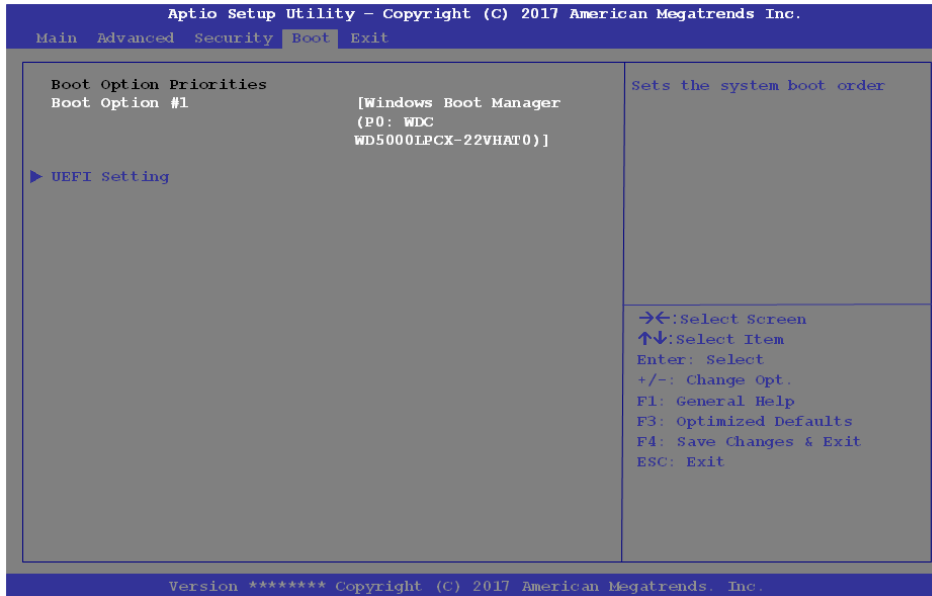 Aptio Setup Utility – Copyright (C) 2017 American Megatrends Inc.
Main Advanced Security Boot Exit
Boot Option Priorities
Boot Option #1 [Windows Boot Manager
(P0: WDC
WD5000LPCX-22VHAT0)]
▶ UEFI Setting
Sets the system boot order
→←:Select Screen
↑↓:Select Item
Enter: Select
+/-: Change Opt.
F1: General Help
F3: Optimized Defaults
F4: Save Changes & Exit
ESC: Exit
Version ******** Copyright (C) 2017 American Megatrends. Inc.